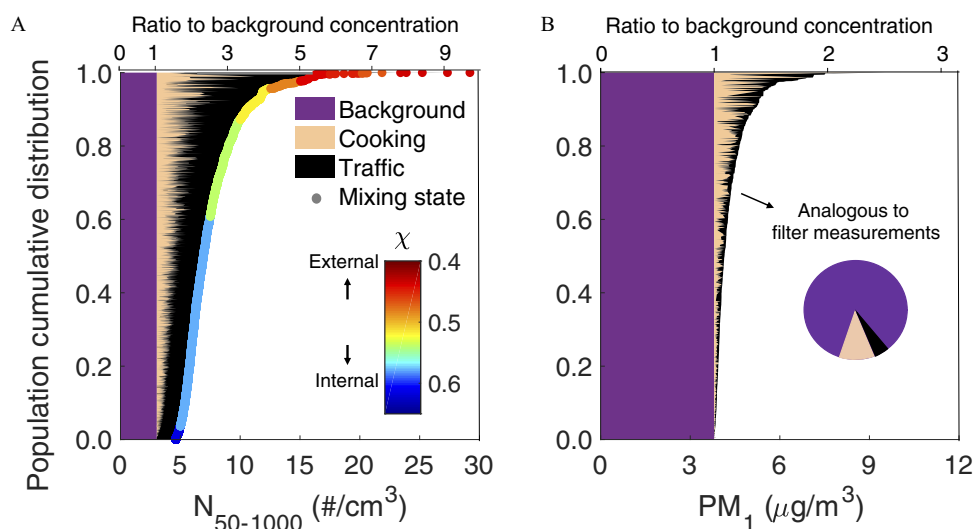 A
Ratio to background concentration
0 1 3 5 7 9
1.0
0.8
0.6
0.4
0.2
0.0
Population cumulative distribution
Background
Cooking
Traffic
Mixing state
χ
External
Internal
0.4
0.5
0.6
0 5 10 15 20 25 30
N50-1000 (#/cm3)
B
Ratio to background concentration
0 1 2 3
1.0
0.8
0.6
0.4
0.2
0.0
Analogous to
filter measurements
0 3 6 9 12
PM1 (μg/m3)